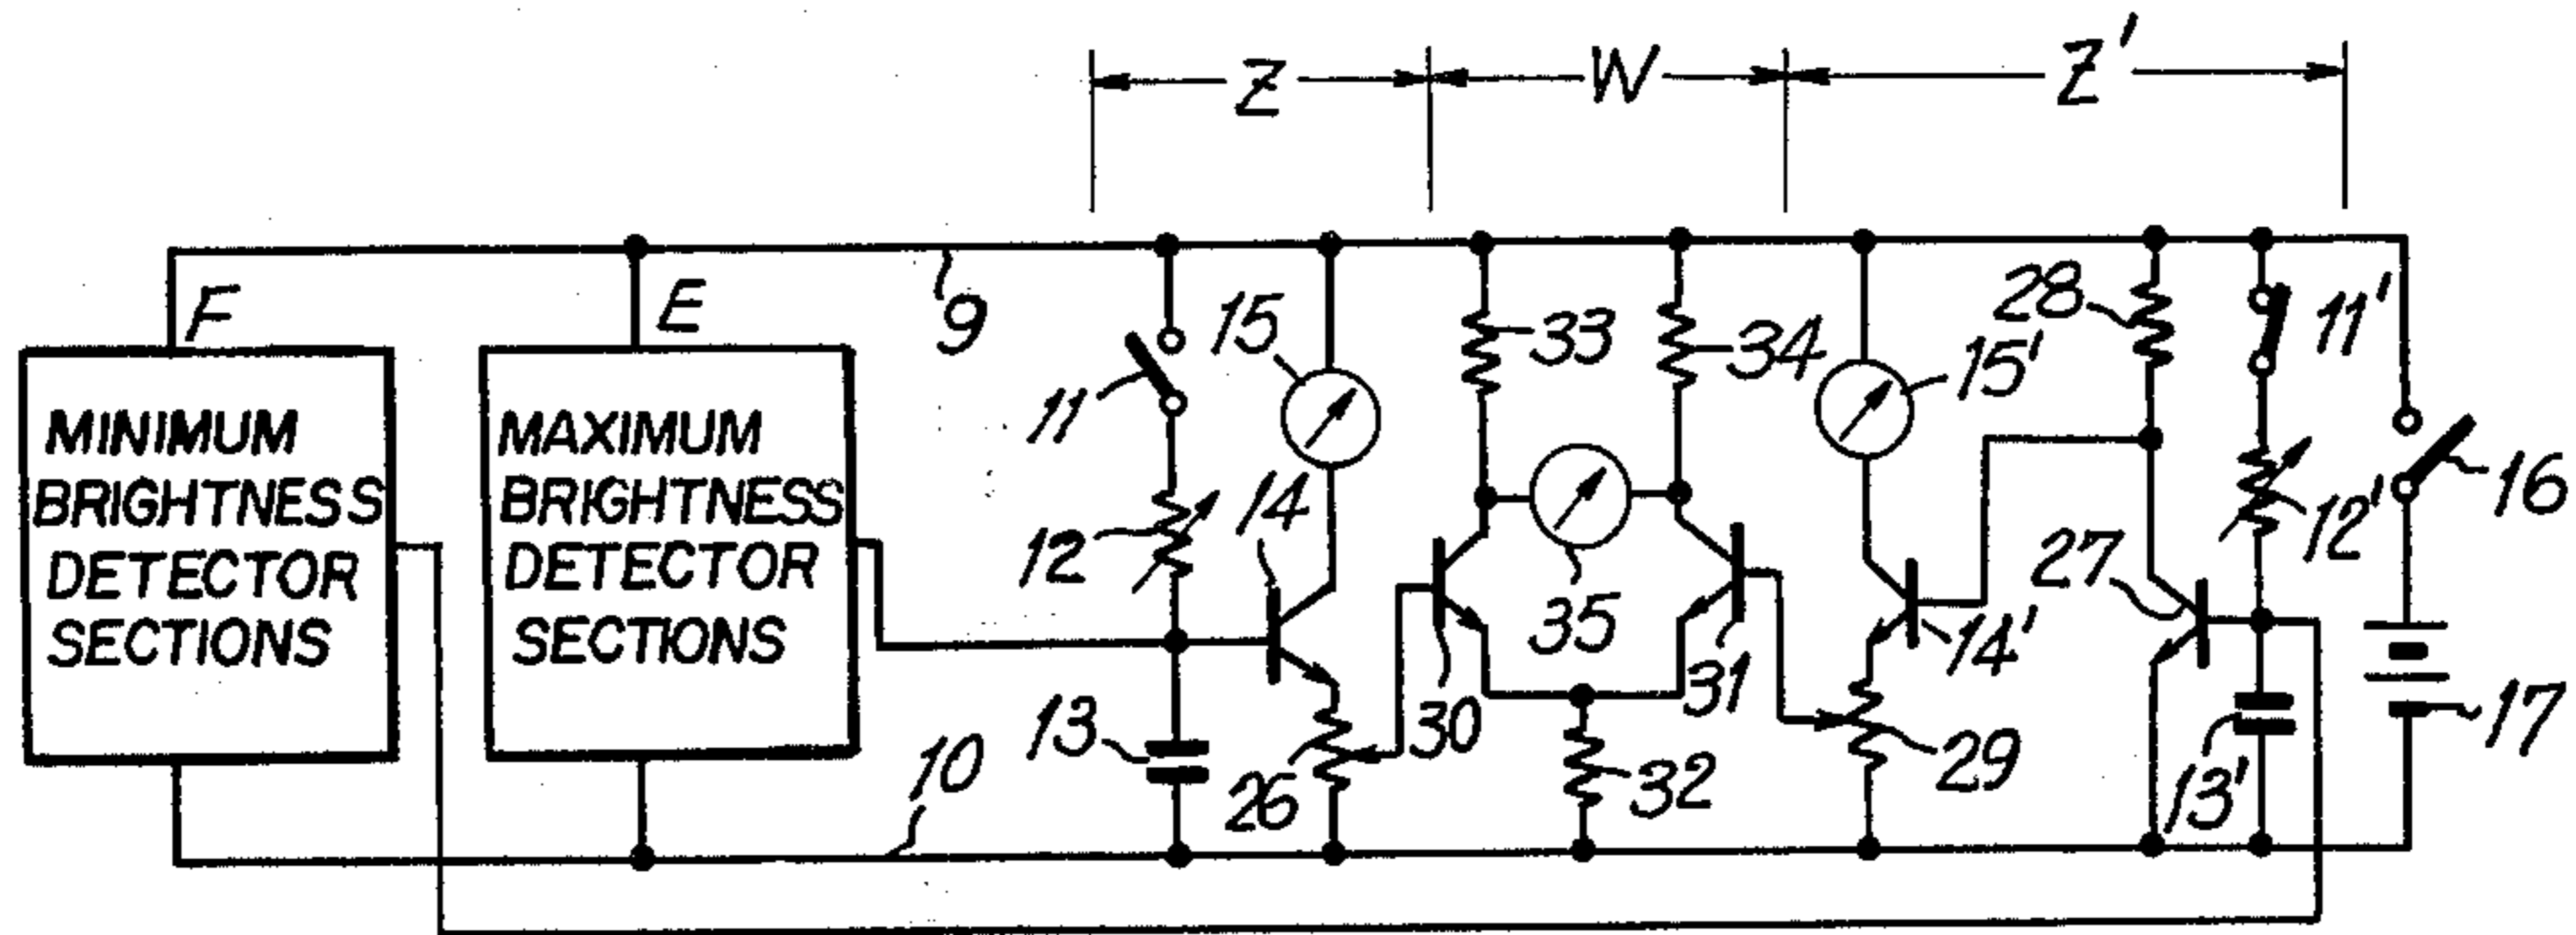 Z W Z'
F E 9
MINIMUM
BRIGHTNESS
DETECTOR
SECTIONS
MAXIMUM
BRIGHTNESS
DETECTOR
SECTIONS
10
11
12
13
14
15
26
30
33
34
35
31
32
15'
14'
29
28
27
11'
12'
13'
16
17